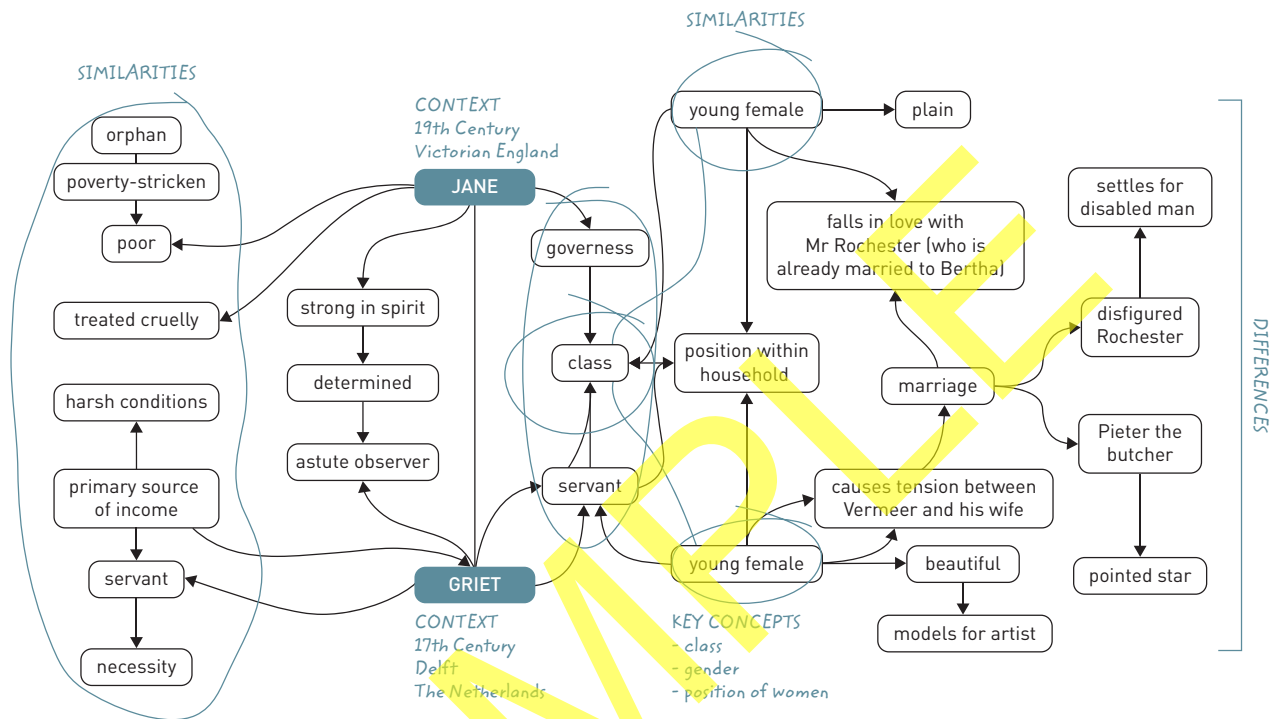 SIMILARITIES
orphan
poverty-stricken
poor
treated cruelly
harsh conditions
primary source
of income
servant
necessity
CONTEXT
19th Century
Victorian England
JANE
strong in spirit
determined
astute observer
GRIET
CONTEXT
17th Century
Delft
The Netherlands
governess
class
servant
SIMILARITIES
young female
plain
falls in love with
Mr Rochester (who is
already married to Bertha)
position within
household
marriage
causes tension between
Vermeer and his wife
young female
beautiful
models for artist
KEY CONCEPTS
- class
- gender
- position of women
settles for
disabled man
disfigured
Rochester
Pieter the
butcher
pointed star
DIFFERENCES
MPLE